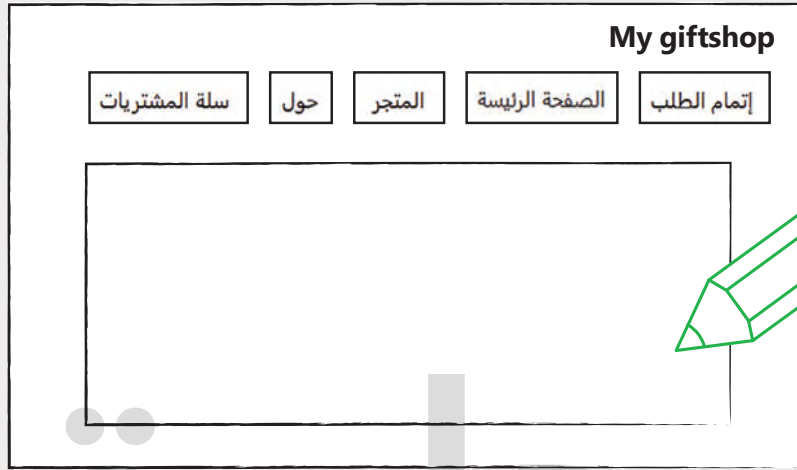 My giftshop
إتمام الطلب الصفحة الرئيسة المتجر حول سلة المشتريات